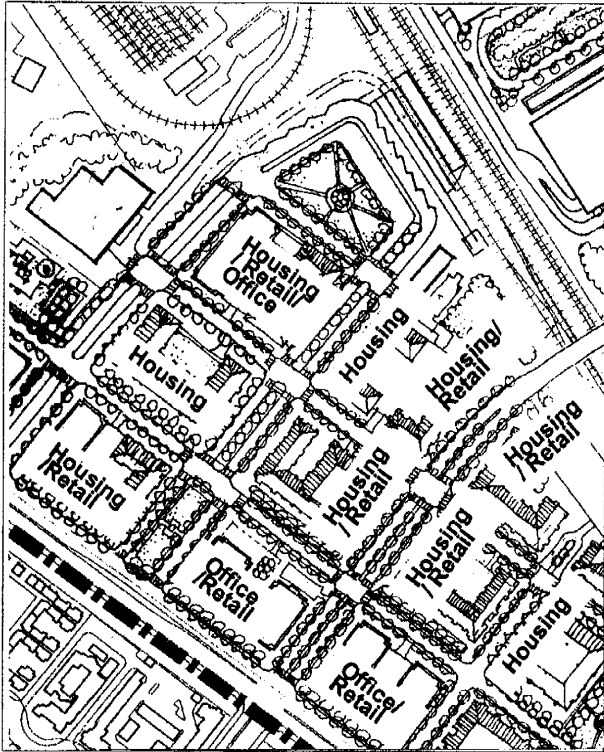 Housing
/Retail/
Office
Housing
Housing/
Retail
Housing
Housing
/Retail
Housing
/Retail
Housing
/Retail
Housing
/Retail
Office
/Retail
Housing
Office/
Retail